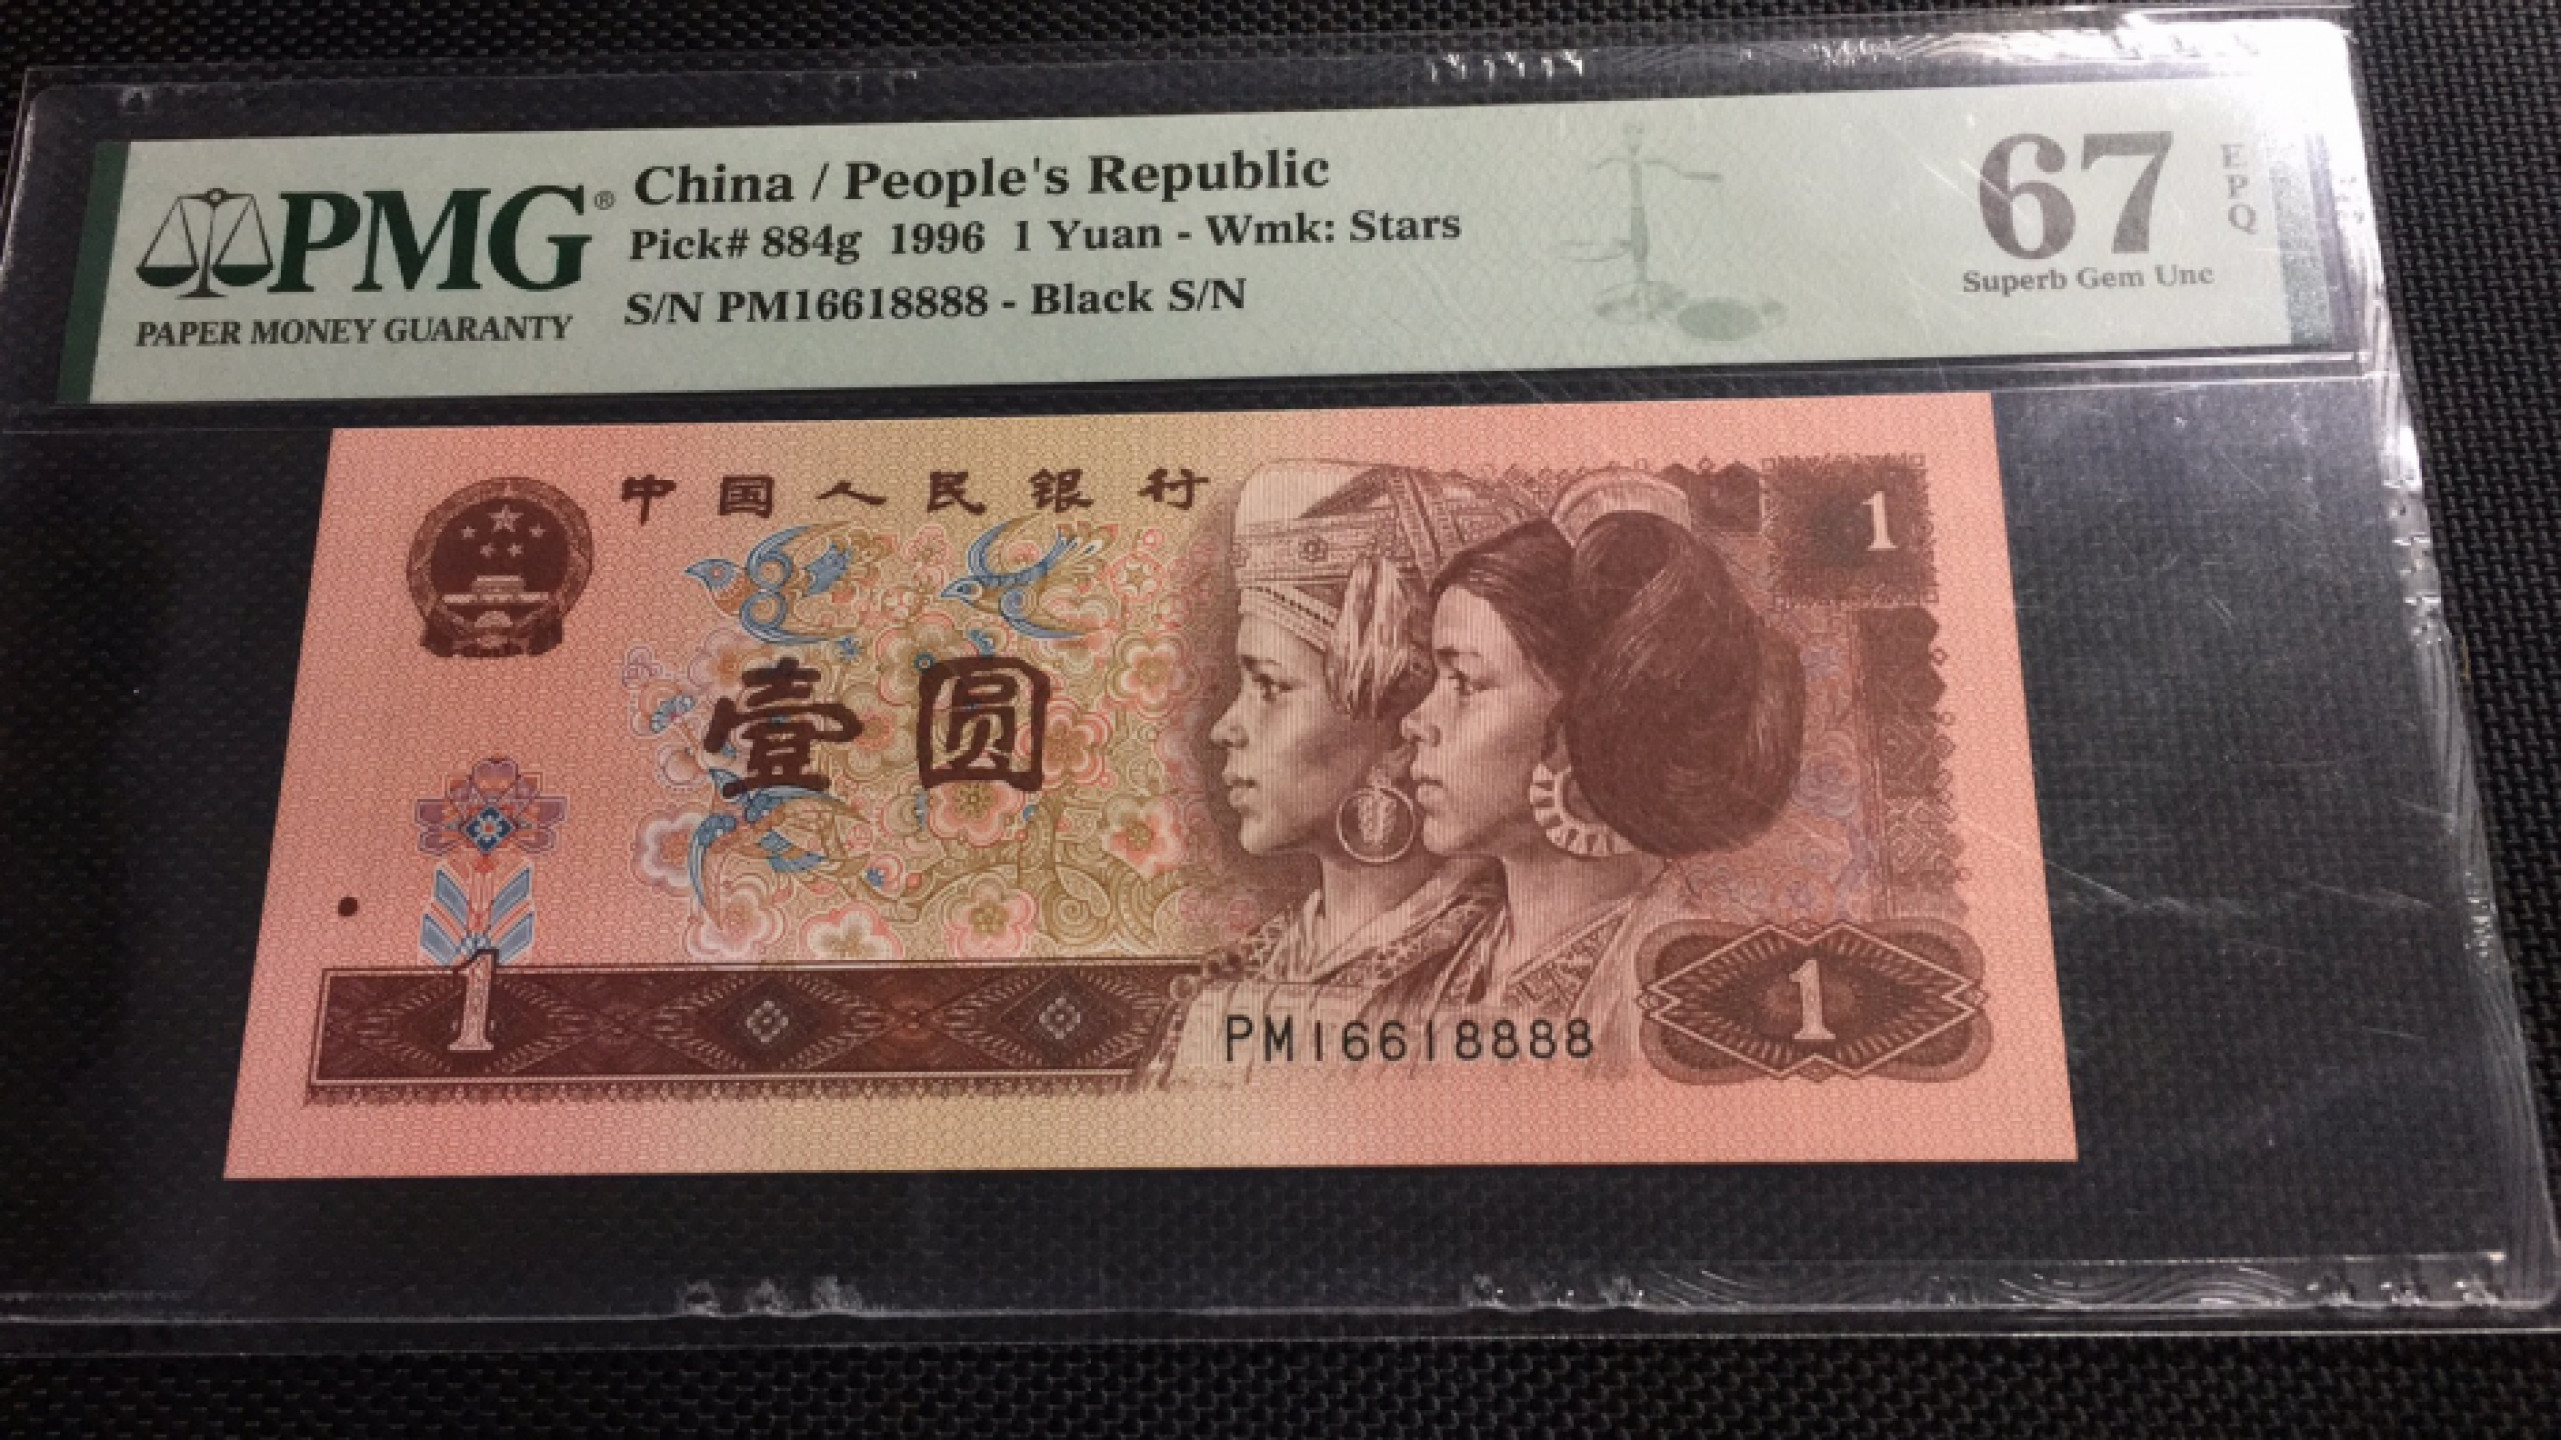 PMG®
PAPER MONEY GUARANTY
China / People's Republic
Pick# 884g 1996 1 Yuan - Wmk: Stars
S/N PM16618888 - Black S/N
67
EPQ
Superb Gem Unc
中国人民银行
1
壹圆
1
PM16618888
1